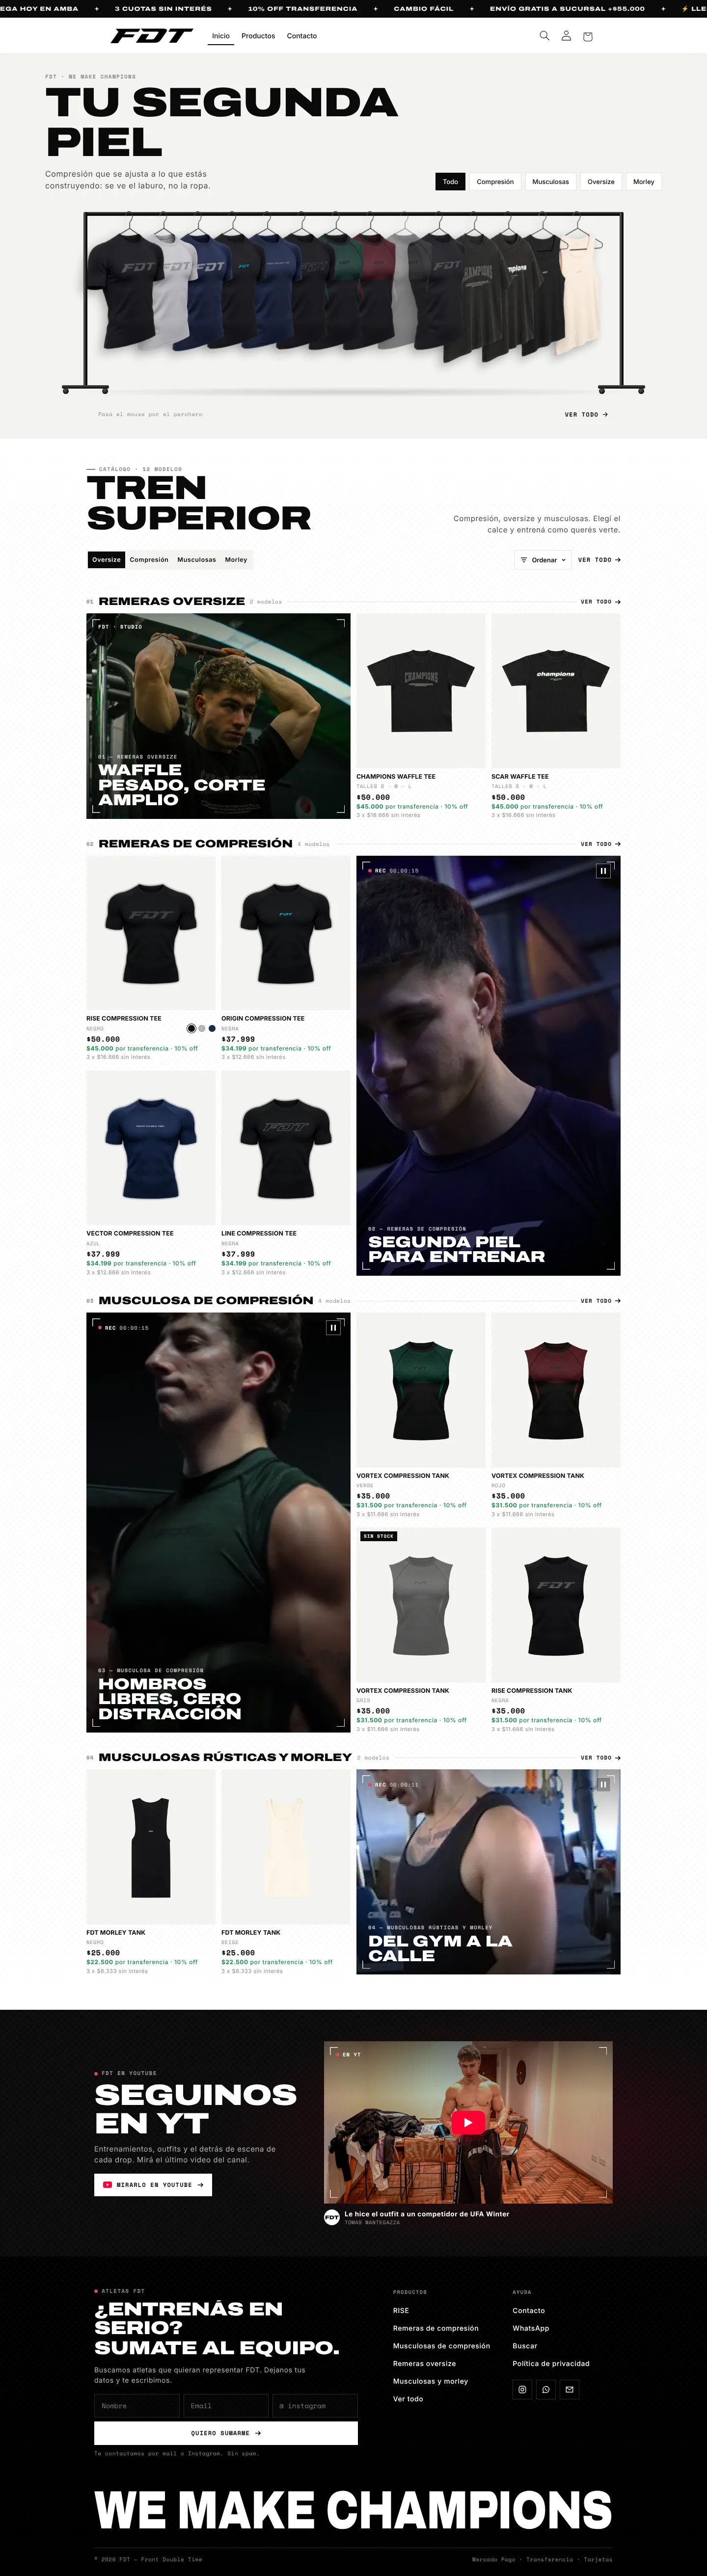 EGA HOY EN AMBA + 3 CUOTAS SIN INTERÉS + 10% OFF TRANSFERENCIA + CAMBIO FÁCIL + ENVÍO GRATIS A SUCURSAL +$55.000 + ⚡ LLE
FDT
Inicio Productos Contacto
FDT · WE MAKE CHAMPIONS
TU SEGUNDA
PIEL
Compresión que se ajusta a lo que estás
construyendo: se ve el laburo, no la ropa.
Todo Compresión Musculosas Oversize Morley
Pasá el mouse por el perchero
VER TODO →
CATÁLOGO · 12 MODELOS
TREN
SUPERIOR
Compresión, oversize y musculosas. Elegí el
calce y entrená como querés verte.
Oversize Compresión Musculosas Morley
Ordenar
VER TODO →
01 REMERAS OVERSIZE 2 modelos
VER TODO →
FDT · STUDIO
01 — REMERAS OVERSIZE
WAFFLE
PESADO, CORTE
AMPLIO
CHAMPIONS
CHAMPIONS WAFFLE TEE
TALLES S · M · L
$50.000
$45.000 por transferencia · 10% off
3 x $16.666 sin interés
champions
SCAR WAFFLE TEE
TALLES S · M · L
$50.000
$45.000 por transferencia · 10% off
3 x $16.666 sin interés
02 REMERAS DE COMPRESIÓN 4 modelos
VER TODO →
FDT
RISE COMPRESSION TEE
NEGRO
$50.000
$45.000 por transferencia · 10% off
3 x $16.666 sin interés
FDT
ORIGIN COMPRESSION TEE
NEGRA
$37.999
$34.199 por transferencia · 10% off
3 x $12.666 sin interés
VECTOR COMPRESSION TEE
AZUL
$37.999
$34.199 por transferencia · 10% off
3 x $12.666 sin interés
FDT
LINE COMPRESSION TEE
NEGRA
$37.999
$34.199 por transferencia · 10% off
3 x $12.666 sin interés
REC 00:00:15
02 — REMERAS DE COMPRESIÓN
SEGUNDA PIEL
PARA ENTRENAR
03 MUSCULOSA DE COMPRESIÓN 4 modelos
VER TODO →
REC 00:00:15
03 — MUSCULOSA DE COMPRESIÓN
HOMBROS
LIBRES, CERO
DISTRACCIÓN
VORTEX COMPRESSION TANK
VERDE
$35.000
$31.500 por transferencia · 10% off
3 x $11.666 sin interés
VORTEX COMPRESSION TANK
ROJO
$35.000
$31.500 por transferencia · 10% off
3 x $11.666 sin interés
SIN STOCK
VORTEX COMPRESSION TANK
GRIS
$35.000
$31.500 por transferencia · 10% off
3 x $11.666 sin interés
FDT
RISE COMPRESSION TANK
NEGRA
$35.000
$31.500 por transferencia · 10% off
3 x $11.666 sin interés
04 MUSCULOSAS RÚSTICAS Y MORLEY 2 modelos
VER TODO →
FDT MORLEY TANK
NEGRO
$25.000
$22.500 por transferencia · 10% off
3 x $8.333 sin interés
FDT MORLEY TANK
BEIGE
$25.000
$22.500 por transferencia · 10% off
3 x $8.333 sin interés
REC 00:00:11
04 — MUSCULOSAS RÚSTICAS Y MORLEY
DEL GYM A LA
CALLE
FDT EN YOUTUBE
SEGUINOS
EN YT
Entrenamientos, outfits y el detrás de escena de
cada drop. Mirá el último video del canal.
MIRARLO EN YOUTUBE →
EN YT
FDT
Le hice el outfit a un competidor de UFA Winter
TOMAS MANTEGAZZA
ATLETAS FDT
¿ENTRENÁS EN
SERIO?
SUMATE AL EQUIPO.
Buscamos atletas que quieran representar FDT. Dejanos tus
datos y te escribimos.
Nombre Email @ instagram
QUIERO SUMARME →
Te contactamos por mail o Instagram. Sin spam.
PRODUCTOS
RISE
Remeras de compresión
Musculosas de compresión
Remeras oversize
Musculosas y morley
Ver todo
AYUDA
Contacto
WhatsApp
Buscar
Política de privacidad
WE MAKE CHAMPIONS
© 2026 FDT — Front Double Time
Mercado Pago · Transferencia · Tarjetas